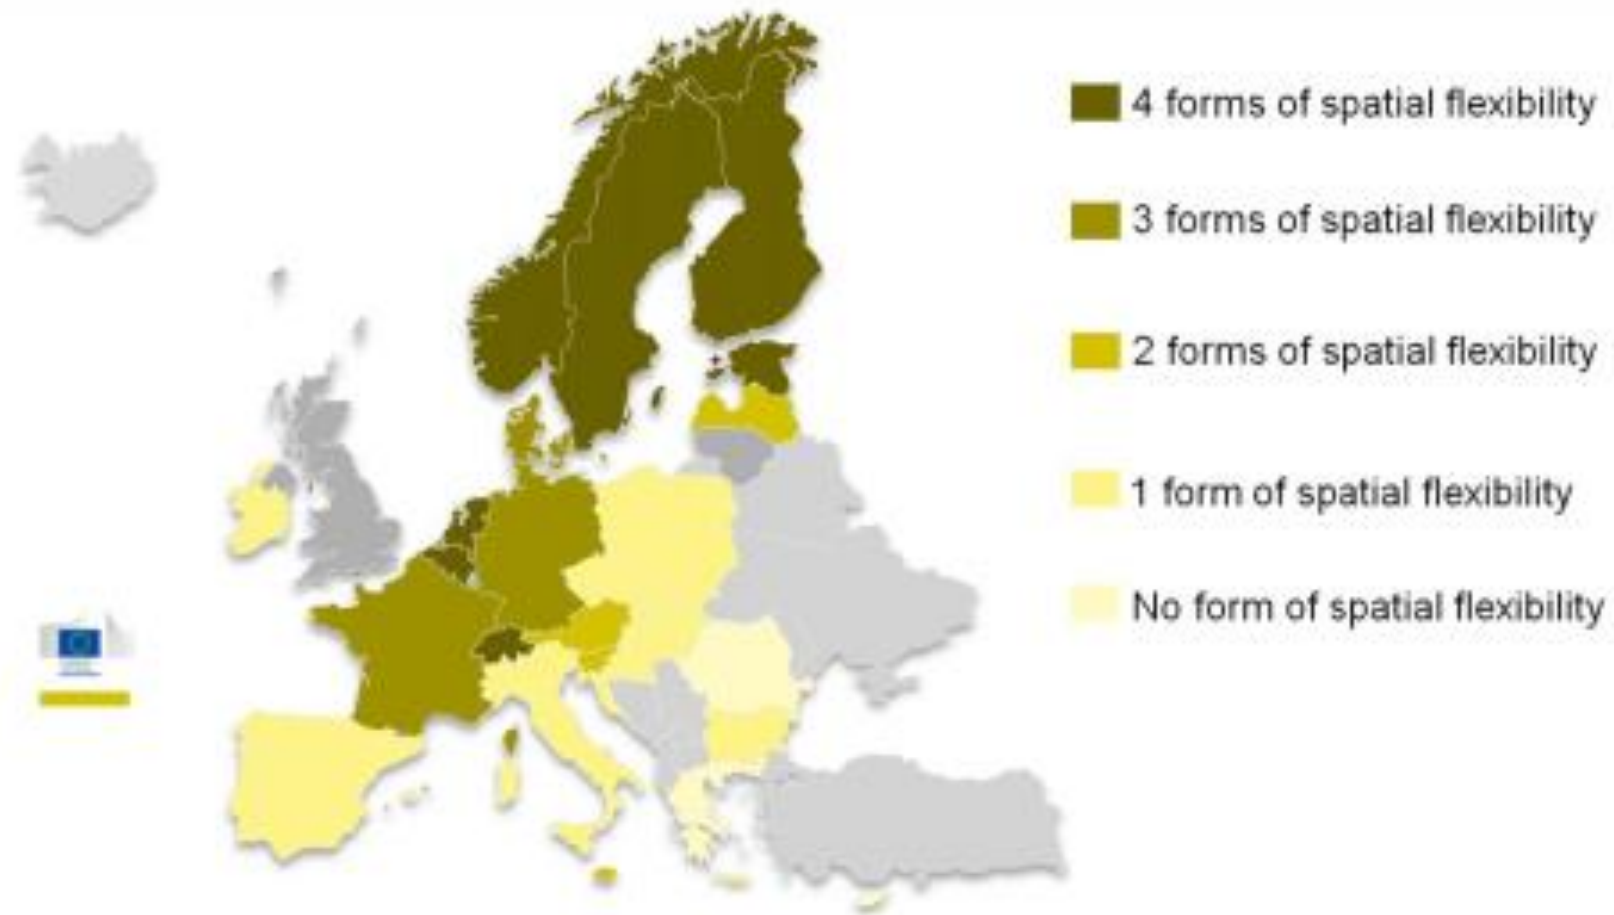 4 forms of spatial flexibility
3 forms of spatial flexibility
2 forms of spatial flexibility
1 form of spatial flexibility
No form of spatial flexibility